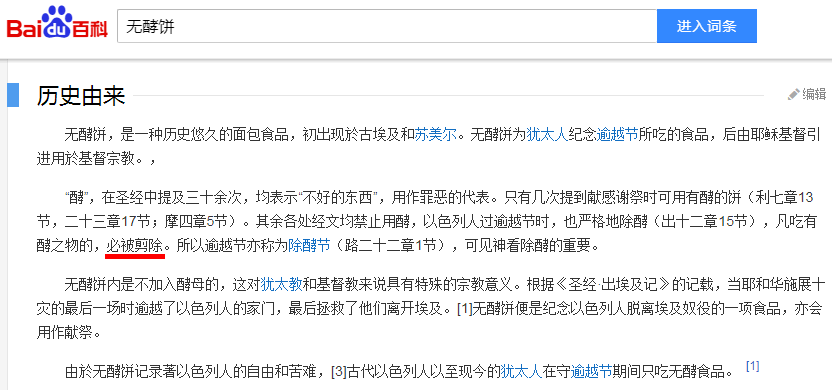 Bai du 百科
无酵饼
进入词条
历史由来
编辑
无酵饼，是一种历史悠久的面包食品，初出现於古埃及和苏美尔。无酵饼为犹太人纪念逾越节所吃的食品，后由耶稣基督引
进用於基督宗教。，
“酵”，在圣经中提及三十余次，均表示“不好的东西”，用作罪恶的代表。只有几次提到献感谢祭时可用有酵的饼（利七章13
节，二十三章17节；摩四章5节）。其余各处经文均禁止用酵，以色列人过逾越节时，也严格地除酵（出十二章15节），凡吃有
酵之物的，必被剪除。所以逾越节亦称为除酵节（路二十二章1节），可见神看除酵的重要。
无酵饼内是不加入酵母的，这对犹太教和基督教来说具有特殊的宗教意义。根据《圣经·出埃及记》的记载，当耶和华施展十
灾的最后一场时逾越了以色列人的家门，最后拯救了他们离开埃及。[1]无酵饼便是纪念以色列人脱离埃及奴役的一项食品，亦会
用作献祭。
由於无酵饼记录著以色列人的自由和苦难，[3]古代以色列人以至现今的犹太人在守逾越节期间只吃无酵食品。 [1]